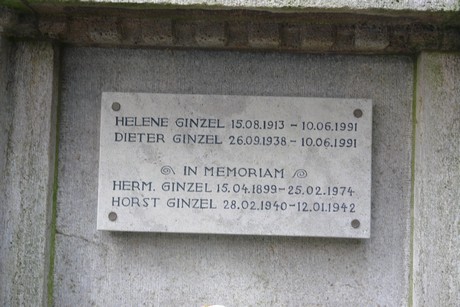 HELENE GINZEL 15.08.1913 - 10.06.1991
DIETER GINZEL 26.09.1938 - 10.06.1991
IN MEMORIAM
HERM. GINZEL 15.04.1899 - 25.02.1974
HORST GINZEL 28.02.1940 - 12.01.1942